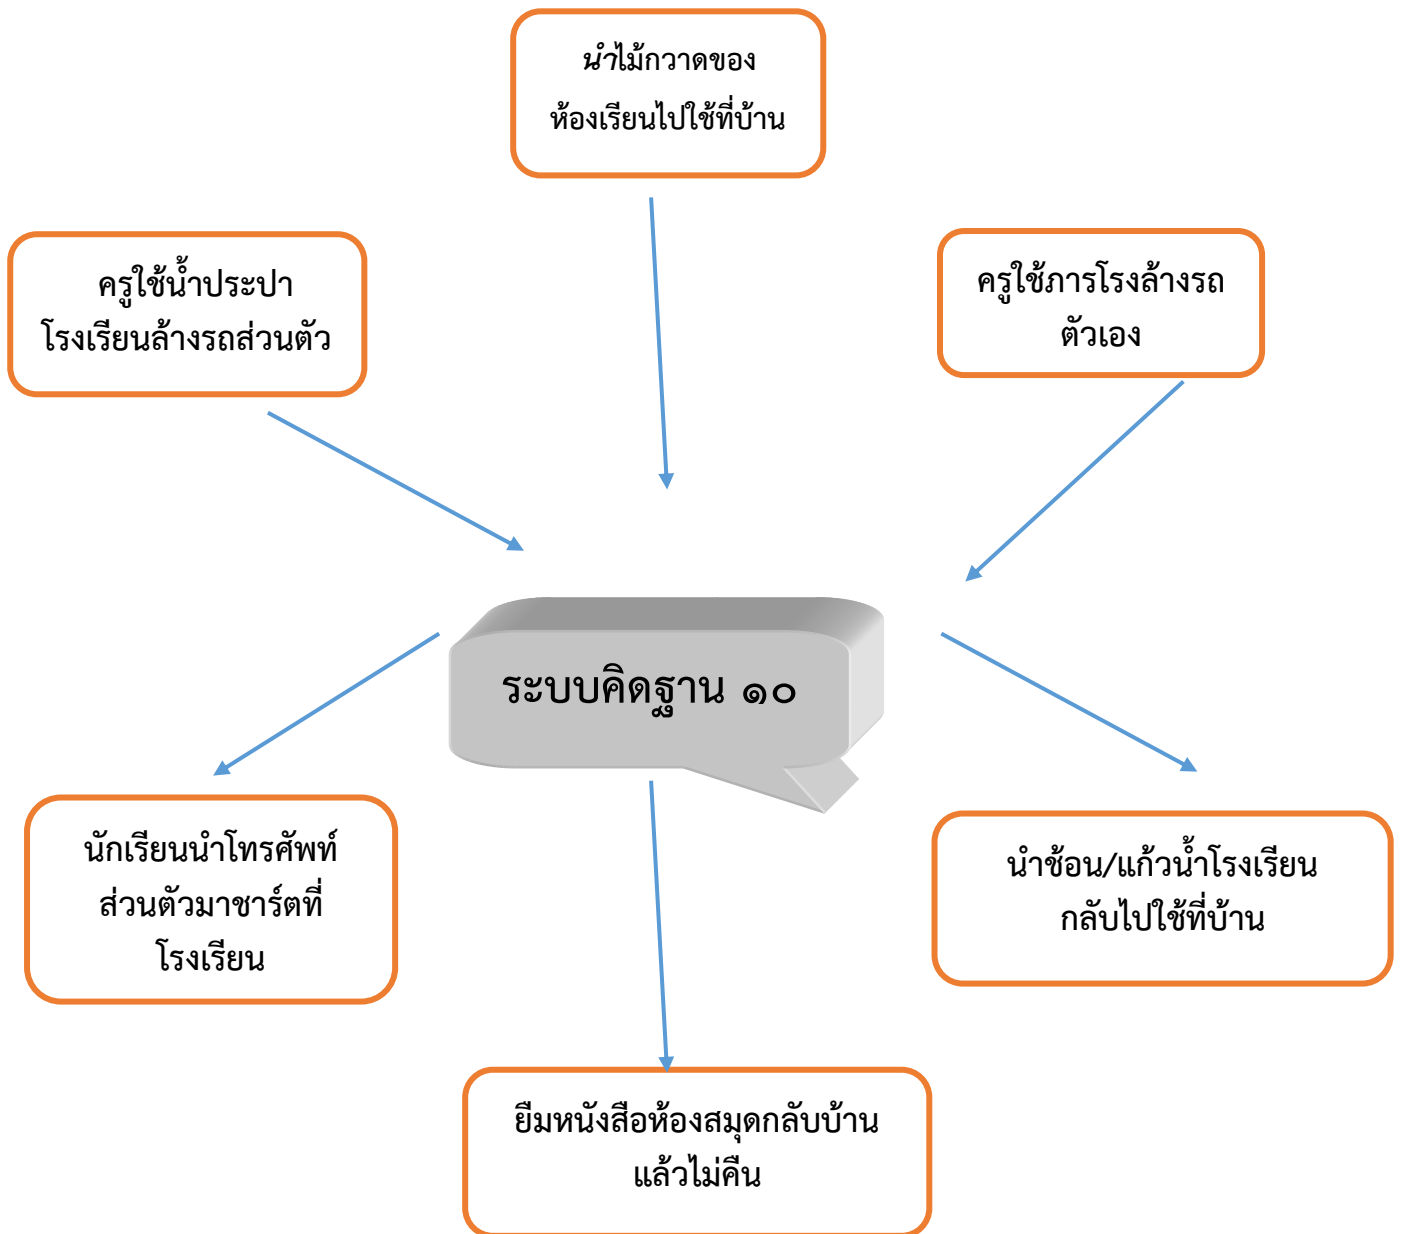 นำไม้กวาดของ
ห้องเรียนไปใช้ที่บ้าน
ครูใช้น้ำประปา
โรงเรียนล้างรถส่วนตัว
ครูใช้ภารโรงล้างรถ
ตัวเอง
ระบบคิดฐาน ๑๐
นักเรียนนำโทรศัพท์
ส่วนตัวมาชาร์ตที่
โรงเรียน
นำช้อน/แก้วน้ำโรงเรียน
กลับไปใช้ที่บ้าน
ยืมหนังสือห้องสมุดกลับบ้าน
แล้วไม่คืน